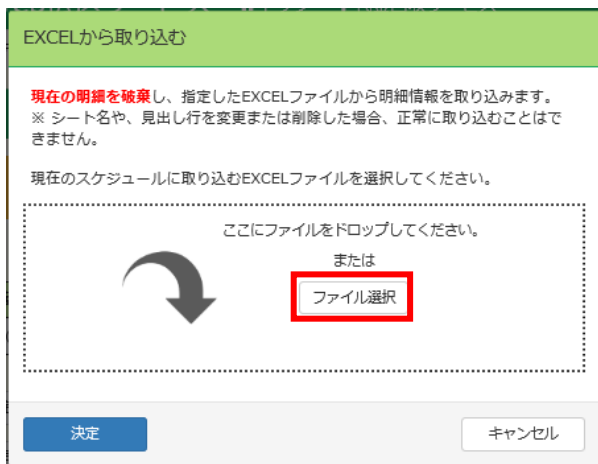 EXCELから取り込む
現在の明細を破棄し、指定したEXCELファイルから明細情報を取り込みます。
※ シート名や、見出し行を変更または削除した場合、正常に取り込むことはで
きません。
現在のスケジュールに取り込むEXCELファイルを選択してください。
ここにファイルをドロップしてください。
または
ファイル選択
決定
キャンセル